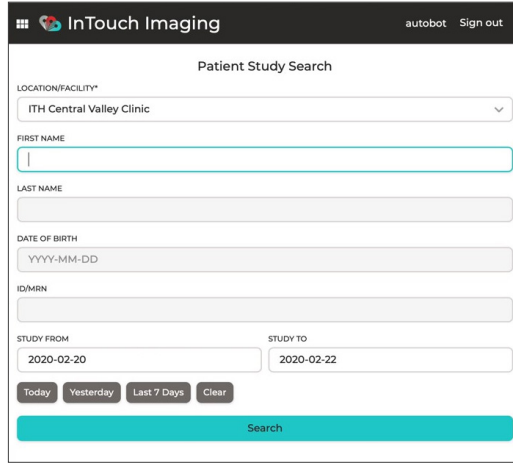 InTouch Imaging autobot Sign out
Patient Study Search
LOCATION/FACILITY*
ITH Central Valley Clinic
FIRST NAME
LAST NAME
DATE OF BIRTH
YYYY-MM-DD
ID/MRN
STUDY FROM STUDY TO
2020-02-20 2020-02-22
Today Yesterday Last 7 Days Clear
Search